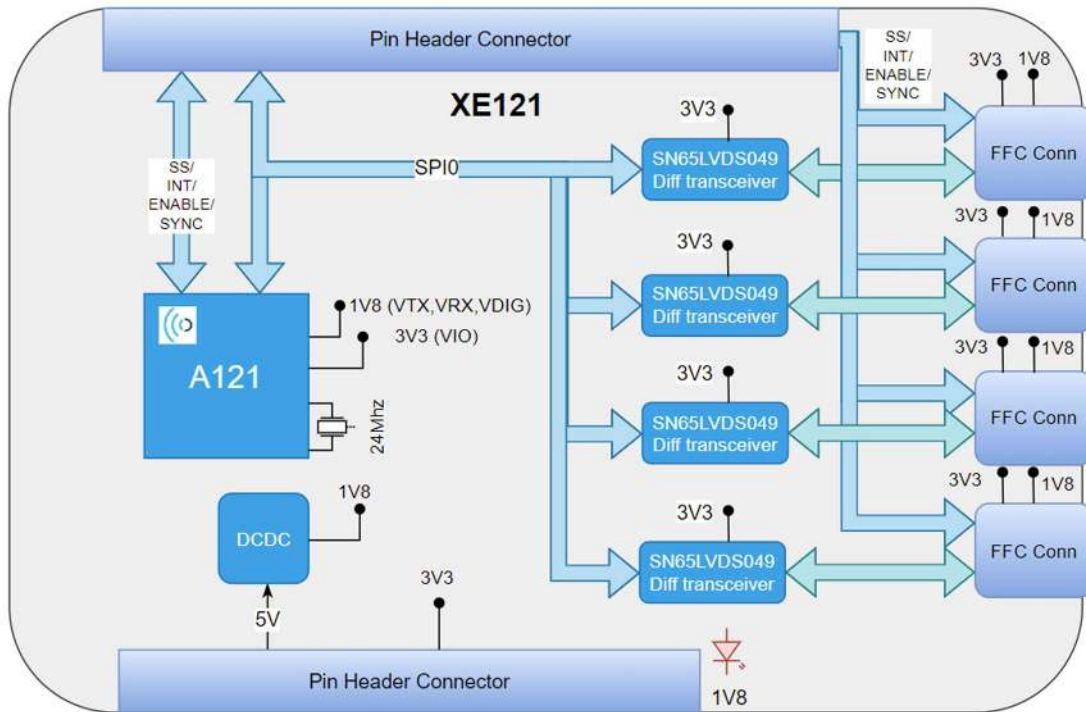 Pin Header Connector
XE121
SS/
INT/
ENABLE/
SYNC
SPI0
SS/
INT/
ENABLE/
SYNC
3V3
SN65LVDS049
Diff transceiver
3V3
1V8
FFC Conn
3V3
SN65LVDS049
Diff transceiver
3V3
1V8
FFC Conn
3V3
SN65LVDS049
Diff transceiver
3V3
1V8
FFC Conn
3V3
SN65LVDS049
Diff transceiver
3V3
1V8
FFC Conn
A121
1V8 (VTX,VRX,VDIG)
3V3 (VIO)
24Mhz
DCDC
1V8
5V
3V3
Pin Header Connector
1V8